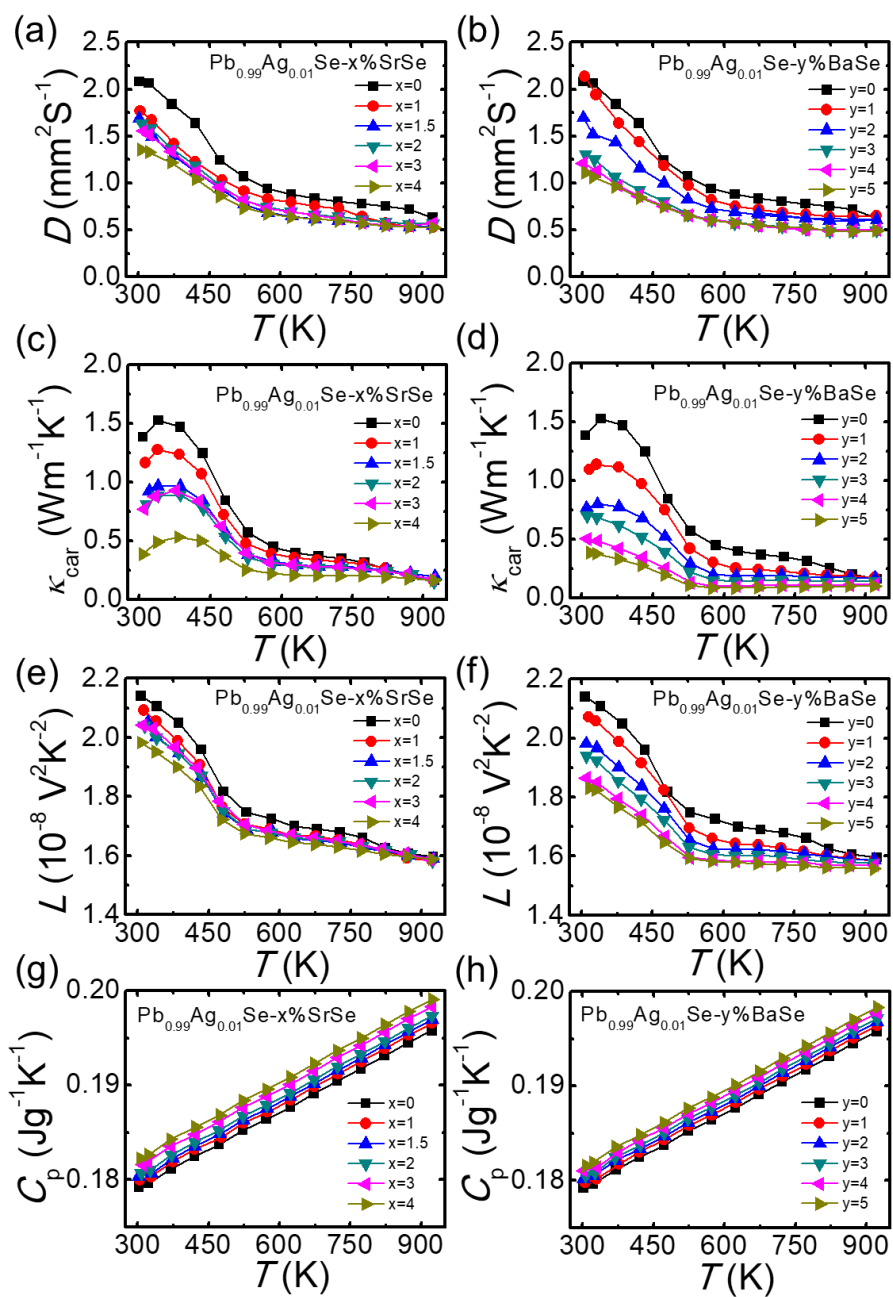 (a)
2.5
2.0
1.5
1.0
0.5
0.0
D (mm²S⁻¹)
Pb₀.₉₉Ag₀.₀₁Se-x%SrSe
x=0
x=1
x=1.5
x=2
x=3
x=4
300 450 600 750 900
T (K)
(b)
2.5
2.0
1.5
1.0
0.5
0.0
D (mm²S⁻¹)
Pb₀.₉₉Ag₀.₀₁Se-y%BaSe
y=0
y=1
y=2
y=3
y=4
y=5
300 450 600 750 900
T (K)
(c)
2.0
1.5
1.0
0.5
0.0
κcar (Wm⁻¹K⁻¹)
Pb₀.₉₉Ag₀.₀₁Se-x%SrSe
x=0
x=1
x=1.5
x=2
x=3
x=4
300 450 600 750 900
T (K)
(d)
2.0
1.5
1.0
0.5
0.0
κcar (Wm⁻¹K⁻¹)
Pb₀.₉₉Ag₀.₀₁Se-y%BaSe
y=0
y=1
y=2
y=3
y=4
y=5
300 450 600 750 900
T (K)
(e)
2.2
2.0
1.8
1.6
1.4
L (10⁻⁸ V²K⁻²)
Pb₀.₉₉Ag₀.₀₁Se-x%SrSe
x=0
x=1
x=1.5
x=2
x=3
x=4
300 450 600 750 900
T (K)
(f)
2.2
2.0
1.8
1.6
1.4
L (10⁻⁸ V²K⁻²)
Pb₀.₉₉Ag₀.₀₁Se-y%BaSe
y=0
y=1
y=2
y=3
y=4
y=5
300 450 600 750 900
T (K)
(g)
0.20
0.19
0.18
Cp (Jg⁻¹K⁻¹)
Pb₀.₉₉Ag₀.₀₁Se-x%SrSe
x=0
x=1
x=1.5
x=2
x=3
x=4
300 450 600 750 900
T (K)
(h)
0.20
0.19
0.18
Cp (Jg⁻¹K⁻¹)
Pb₀.₉₉Ag₀.₀₁Se-y%BaSe
y=0
y=1
y=2
y=3
y=4
y=5
300 450 600 750 900
T (K)